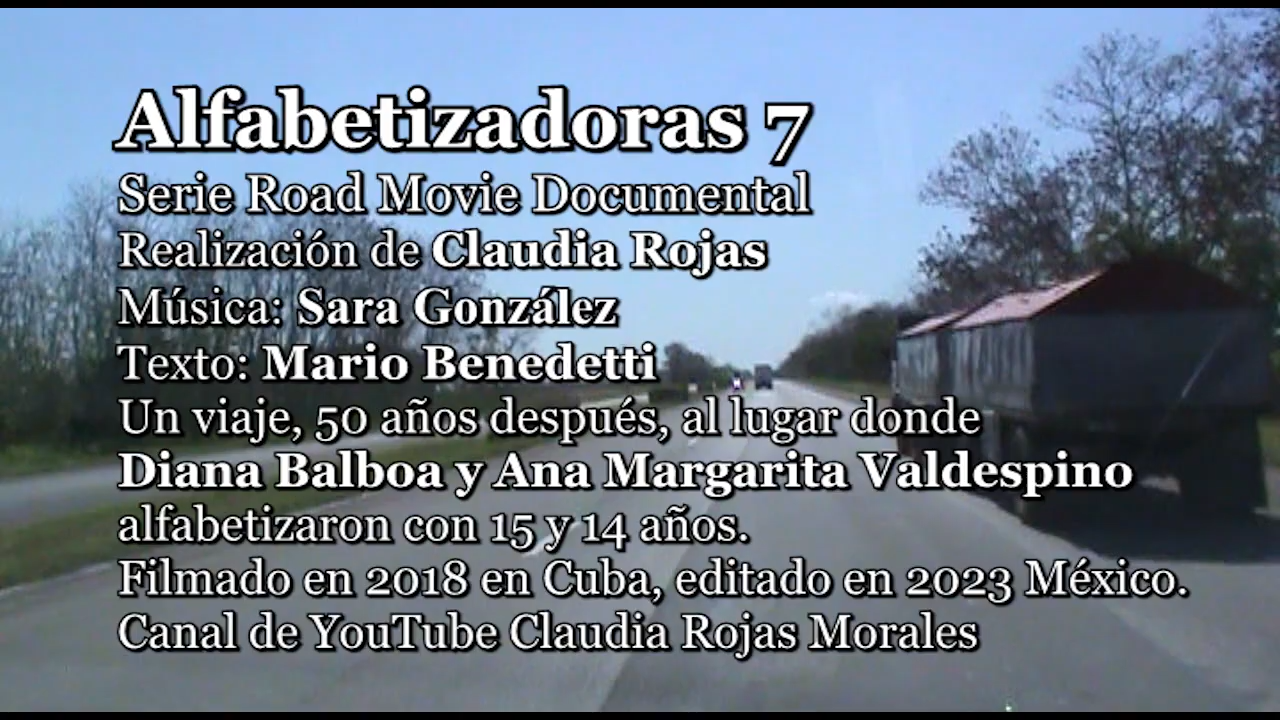 Alfabetizadoras 7
Serie Road Movie Documental
Realización de Claudia Rojas
Música: Sara González
Texto: Mario Benedetti
Un viaje, 50 años después, al lugar donde
Diana Balboa y Ana Margarita Valdespino
alfabetizaron con 15 y 14 años.
Filmado en 2018 en Cuba, editado en 2023 México.
Canal de YouTube Claudia Rojas Morales